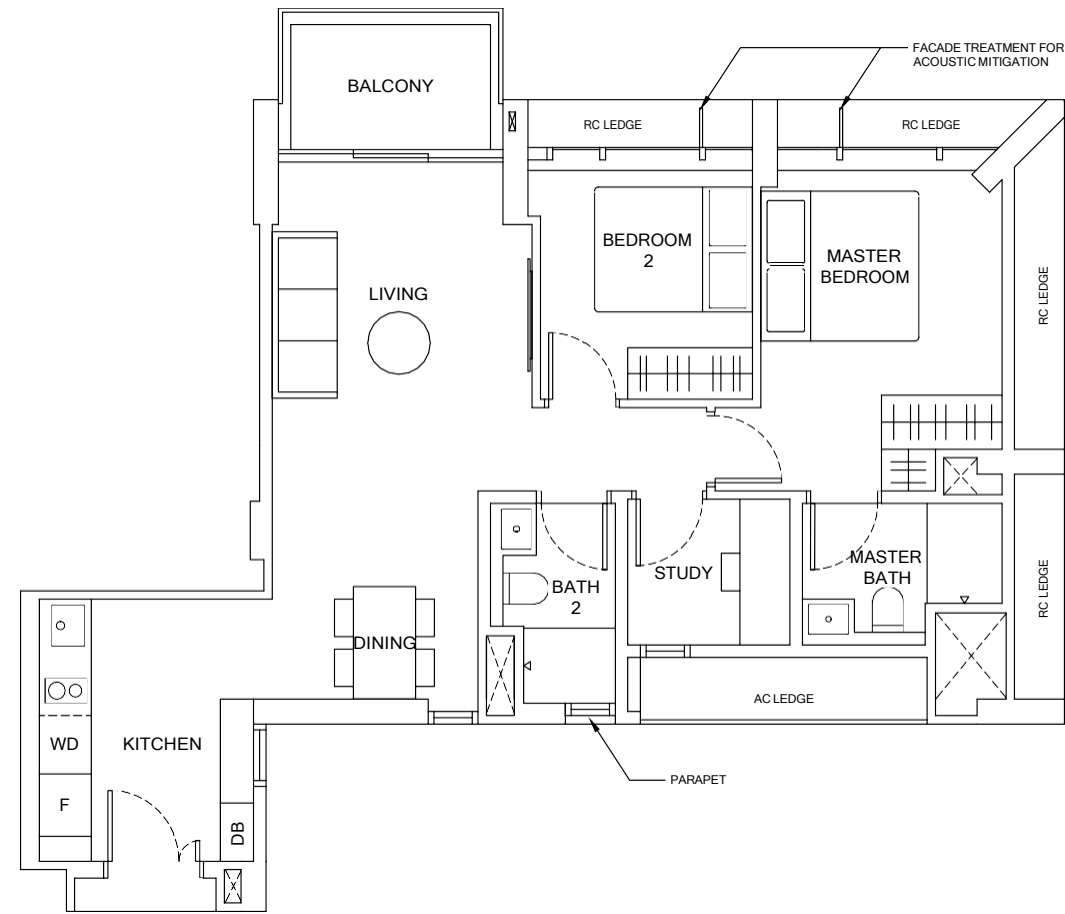 FACADE TREATMENT FOR
ACOUSTIC MITIGATION
BALCONY
RC LEDGE
RC LEDGE
BEDROOM
2
MASTER
BEDROOM
LIVING
RC LEDGE
STUDY
MASTER
BATH
BATH
2
RC LEDGE
DINING
AC LEDGE
WD
KITCHEN
PARAPET
F
DB